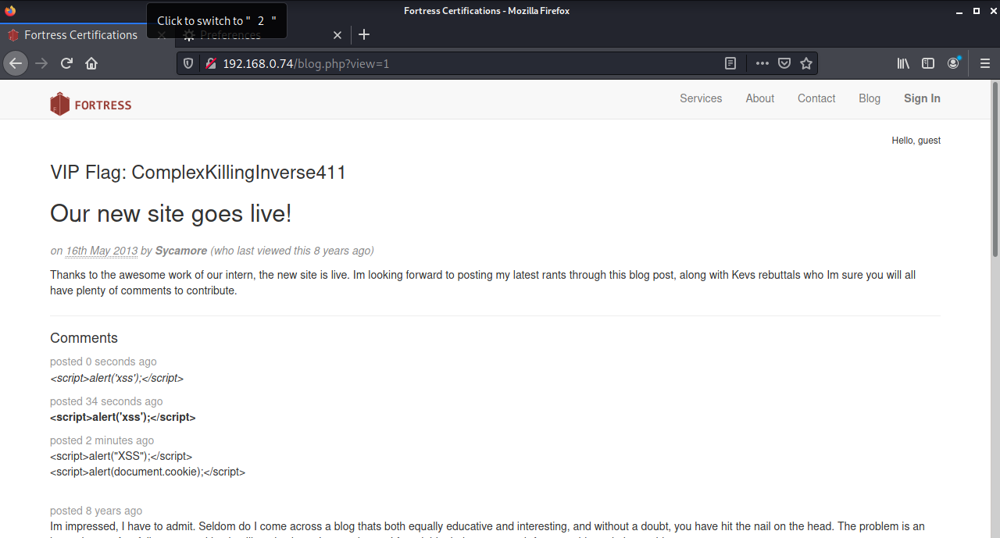 Fortress Certifications - Mozilla Firefox
Click to switch to " 2 "
Fortress Certifications
Preferences
192.168.0.74/blog.php?view=1
FORTRESS
Services About Contact Blog Sign In
Hello, guest
VIP Flag: ComplexKillingInverse411
Our new site goes live!
on 16th May 2013 by Sycamore (who last viewed this 8 years ago)
Thanks to the awesome work of our intern, the new site is live. Im looking forward to posting my latest rants through this blog post, along with Kevs rebuttals who Im sure you will all
have plenty of comments to contribute.
Comments
posted 0 seconds ago
<script>alert('xss');</script>
posted 34 seconds ago
<script>alert('xss');</script>
posted 2 minutes ago
<script>alert("XSS");</script>
<script>alert(document.cookie);</script>
posted 8 years ago
Im impressed, I have to admit. Seldom do I come across a blog thats both equally educative and interesting, and without a doubt, you have hit the nail on the head. The problem is an